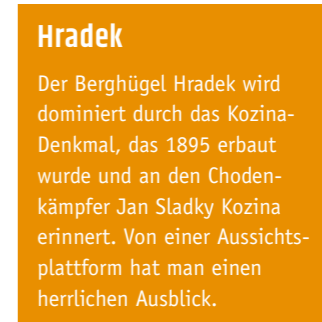 Hradek
Der Berghügel Hradek wird
dominiert durch das Kozina-
Denkmal, das 1895 erbaut
wurde und an den Choden-
kämpfer Jan Sladky Kozina
erinnert. Von einer Aussichts-
plattform hat man einen
herrlichen Ausblick.